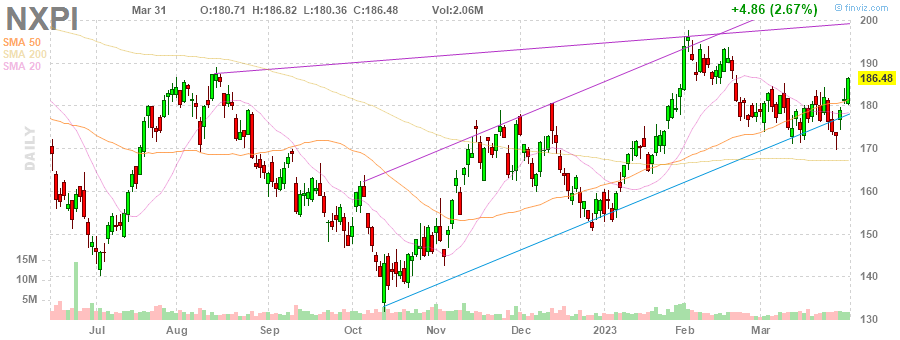 NXPI Mar 31 O:180.71 H:186.82 L:180.36 C:186.48 Vol:2.06M +4.86 (2.67%) © finviz.com
SMA 50
SMA 200
SMA 20
DAILY
200
190
186.48
180
170
160
150
140
130
15M
10M
5M
Jul Aug Sep Oct Nov Dec 2023 Feb Mar